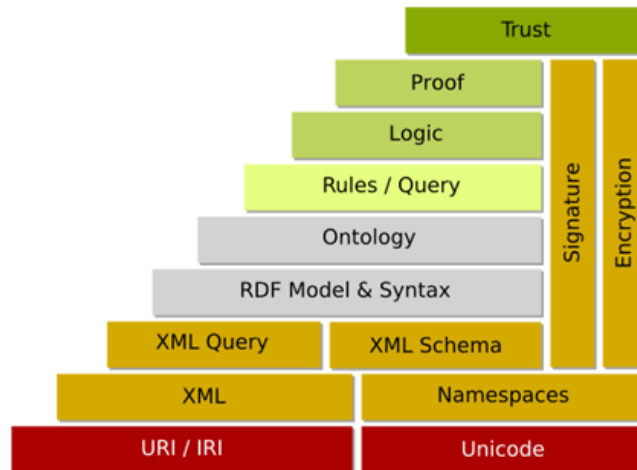 Trust
Proof
Logic
Rules / Query
Ontology
RDF Model & Syntax
XML Query
XML Schema
Signature
Encryption
XML
Namespaces
URI / IRI
Unicode